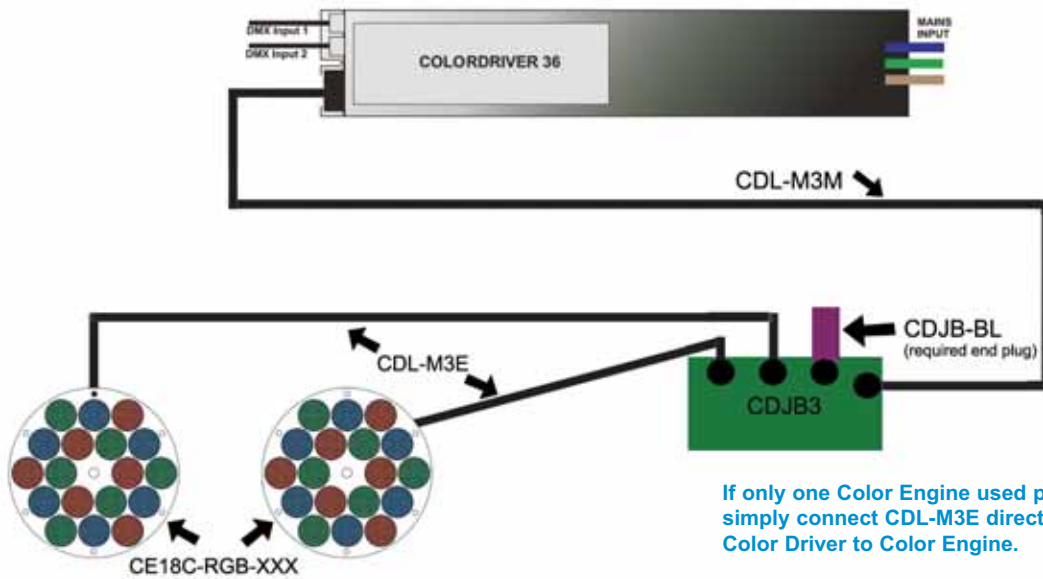 DMX Input 1
DMX Input 2
COLORDRIVER 36
MAINS
INPUT
CDL-M3M
CDL-M3E
CDJB-BL
(required end plug)
CDJB3
CE18C-RGB-XXX
If only one Color Engine used p
simply connect CDL-M3E direct
Color Driver to Color Engine.